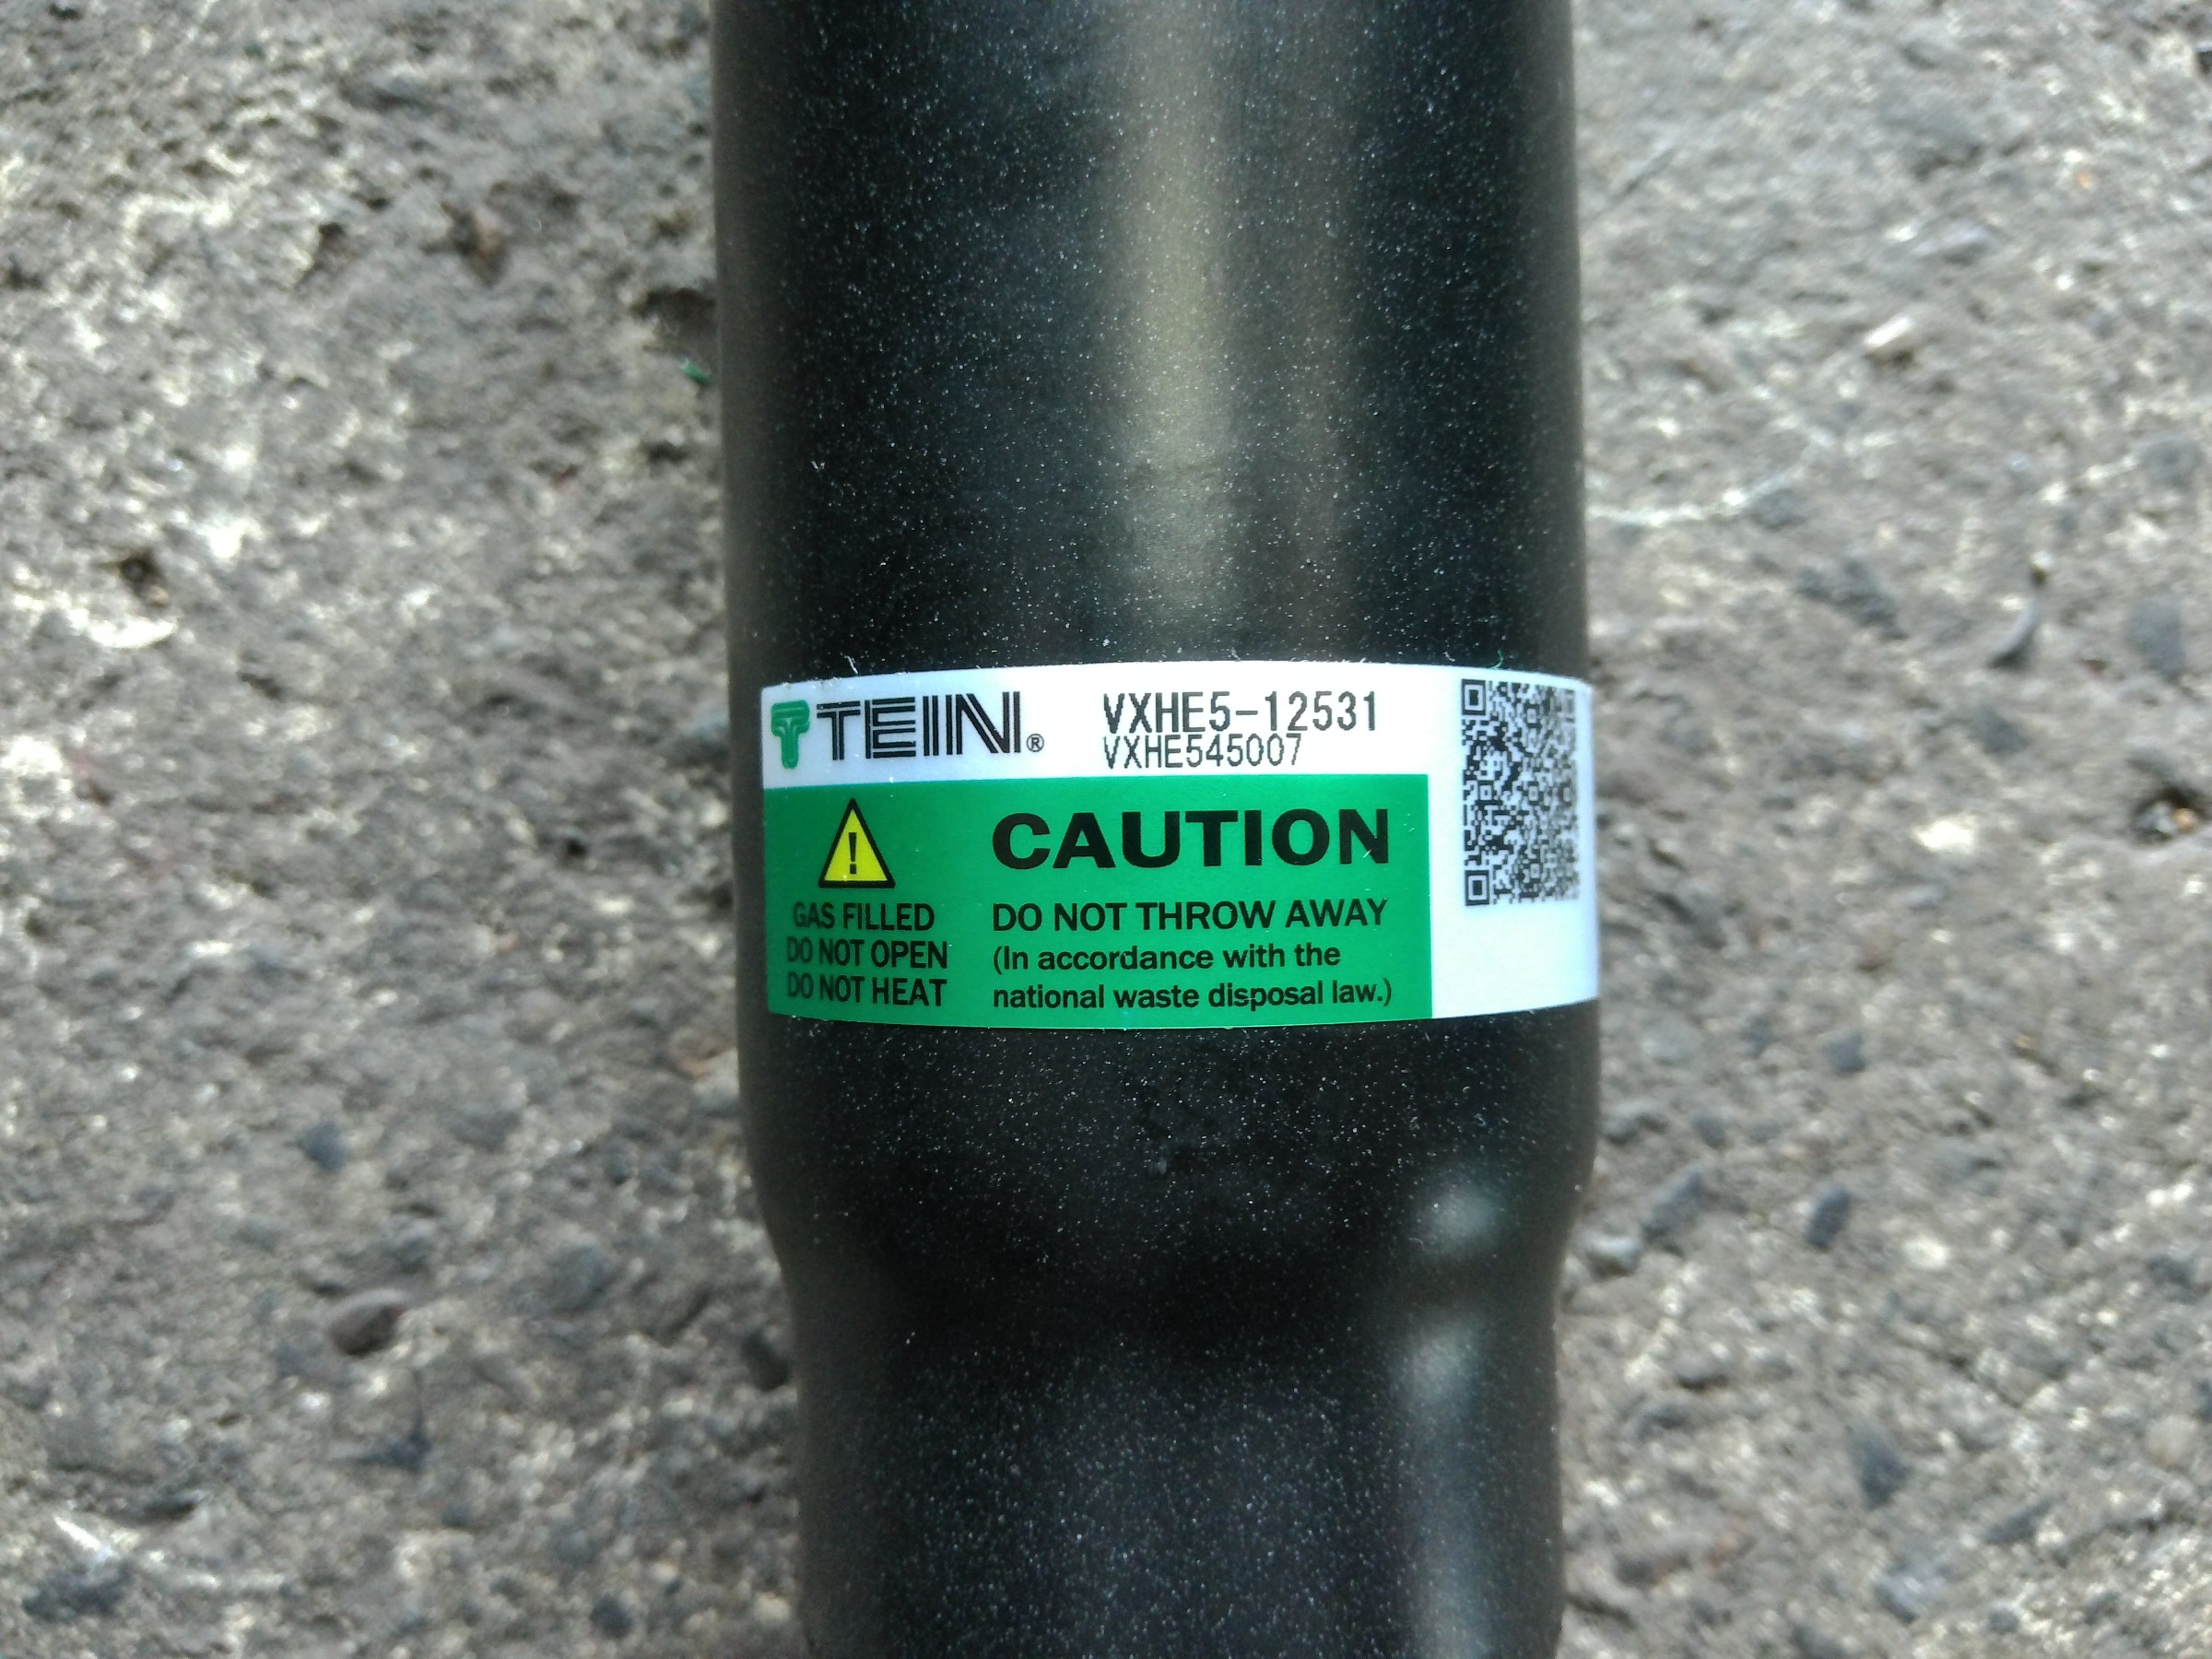 TEIN®
VXHE5-12531
VXHE545007
!
GAS FILLED
DO NOT OPEN
DO NOT HEAT
CAUTION
DO NOT THROW AWAY
(In accordance with the
national waste disposal law.)